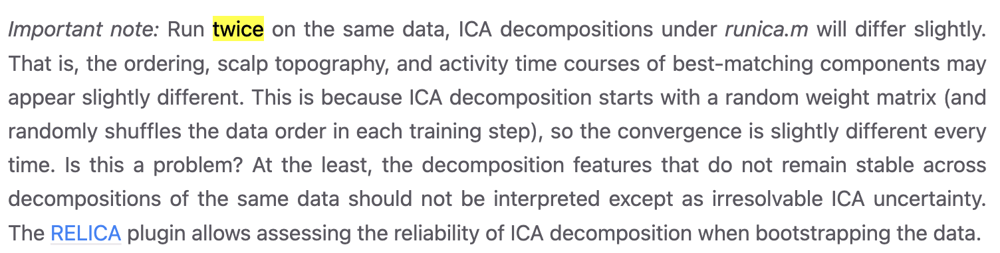 Important note: Run twice on the same data, ICA decompositions under runica.m will differ slightly.
That is, the ordering, scalp topography, and activity time courses of best-matching components may
appear slightly different. This is because ICA decomposition starts with a random weight matrix (and
randomly shuffles the data order in each training step), so the convergence is slightly different every
time. Is this a problem? At the least, the decomposition features that do not remain stable across
decompositions of the same data should not be interpreted except as irresolvable ICA uncertainty.
The RELICA plugin allows assessing the reliability of ICA decomposition when bootstrapping the data.